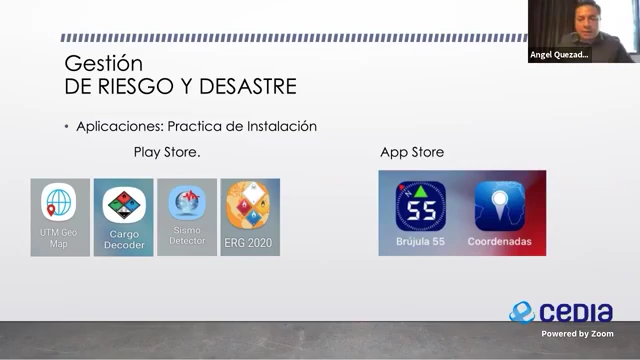 Angel Quezad...
Gestión
DE RIESGO Y DESASTRE
• Aplicaciones: Practica de Instalación
Play Store.
App Store
UTM Geo
Map
Cargo
Decoder
Sismo
Detector
ERG 2020
N
55
Brújula 55
Coordenadas
cedia
Powered by Zoom